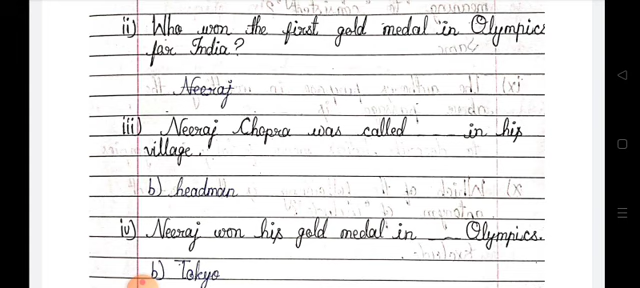 ii) Who won the first gold medal in Olympics
for India?
Neeraj
iii) Neeraj Chopra was called ___ in his
village.
b) headman
iv) Neeraj won his gold medal in ___ Olympics.
b) Tokyo